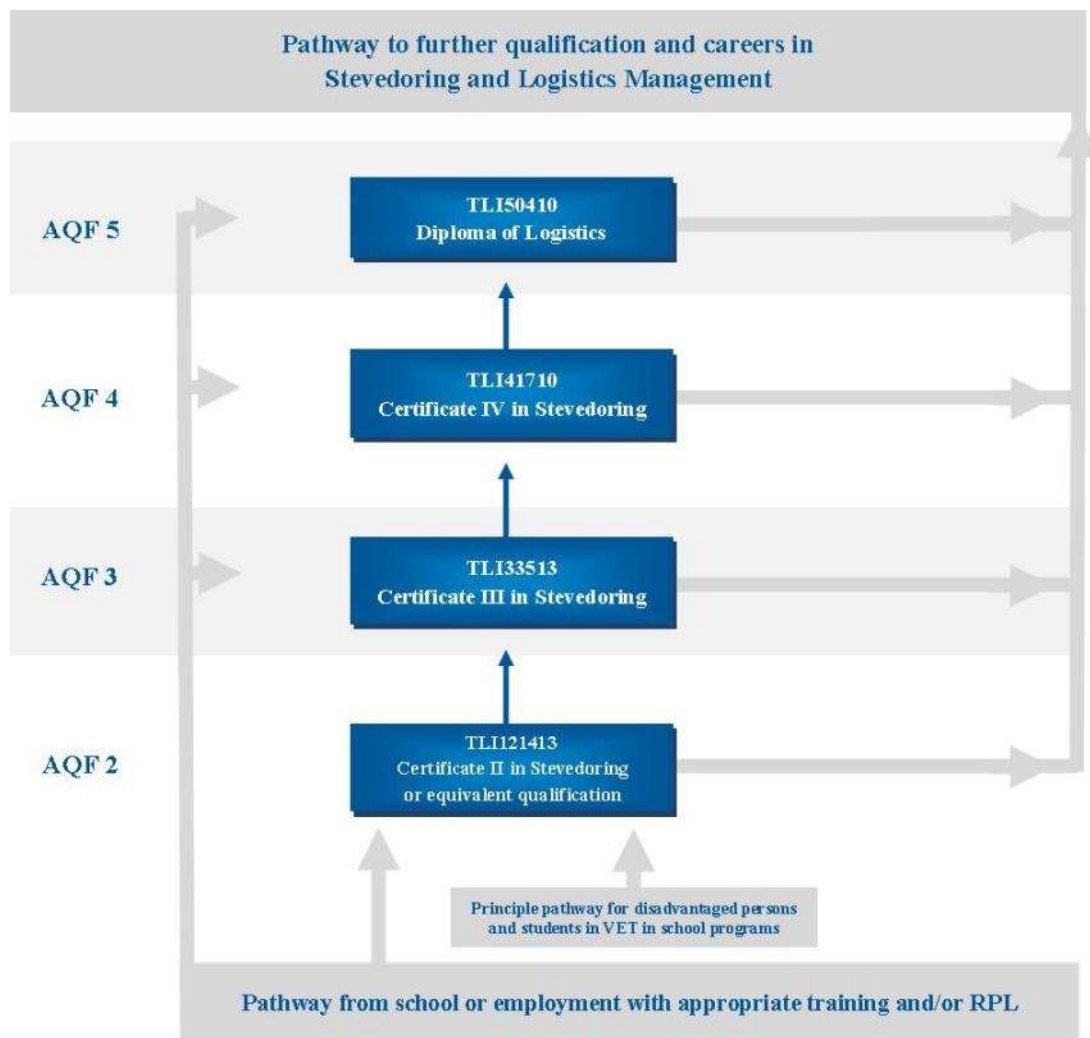 Pathway to further qualification and careers in
Stevedoring and Logistics Management
AQF 5
TLI50410
Diploma of Logistics
AQF 4
TLI41710
Certificate IV in Stevedoring
AQF 3
TLI33513
Certificate III in Stevedoring
AQF 2
TLI121413
Certificate II in Stevedoring
or equivalent qualification
Principle pathway for disadvantaged persons
and students in VET in school programs
Pathway from school or employment with appropriate training and/or RPL